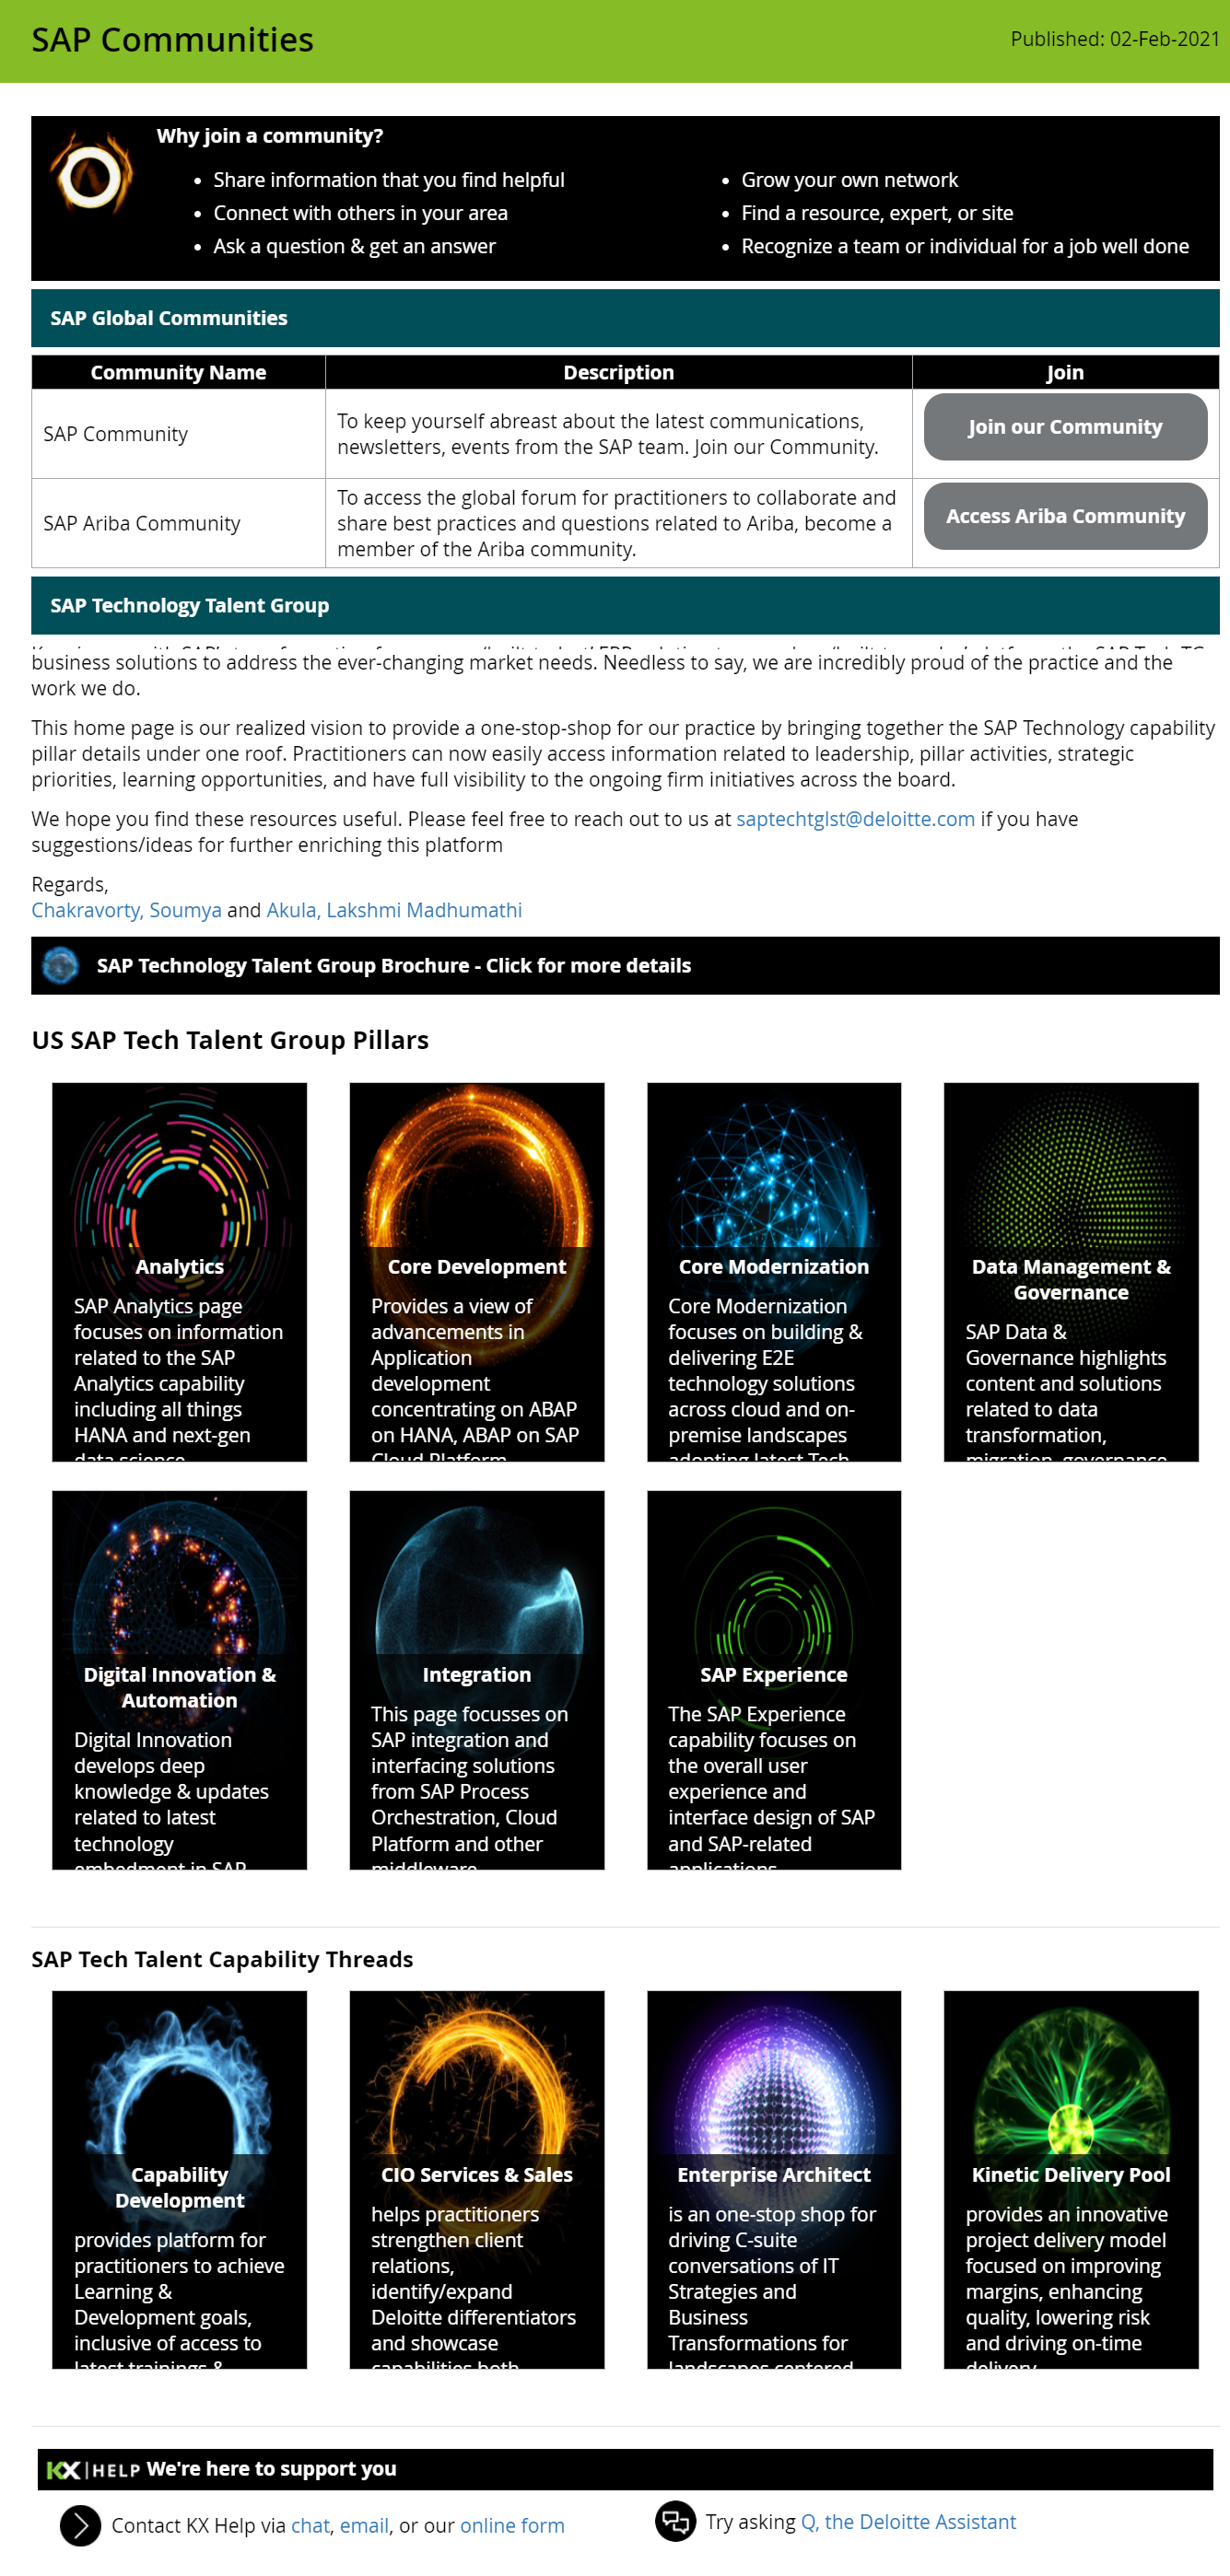 SAP Communities
Published: 02-Feb-2021
Why join a community?
• Share information that you find helpful
• Connect with others in your area
• Ask a question & get an answer
• Grow your own network
• Find a resource, expert, or site
• Recognize a team or individual for a job well done
SAP Global Communities
Community Name
Description
Join
SAP Community
To keep yourself abreast about the latest communications,
newsletters, events from the SAP team. Join our Community.
Join our Community
SAP Ariba Community
To access the global forum for practitioners to collaborate and
share best practices and questions related to Ariba, become a
member of the Ariba community.
Access Ariba Community
SAP Technology Talent Group
business solutions to address the ever-changing market needs. Needless to say, we are incredibly proud of the practice and the
work we do.
This home page is our realized vision to provide a one-stop-shop for our practice by bringing together the SAP Technology capability
pillar details under one roof. Practitioners can now easily access information related to leadership, pillar activities, strategic
priorities, learning opportunities, and have full visibility to the ongoing firm initiatives across the board.
We hope you find these resources useful. Please feel free to reach out to us at saptechtglst@deloitte.com if you have
suggestions/ideas for further enriching this platform
Regards,
Chakravorty, Soumya and Akula, Lakshmi Madhumathi
SAP Technology Talent Group Brochure - Click for more details
US SAP Tech Talent Group Pillars
Analytics
SAP Analytics page
focuses on information
related to the SAP
Analytics capability
including all things
HANA and next-gen
data science
Core Development
Provides a view of
advancements in
Application
development
concentrating on ABAP
on HANA, ABAP on SAP
Cloud Platform
Core Modernization
Core Modernization
focuses on building &
delivering E2E
technology solutions
across cloud and on-
premise landscapes
adopting latest Tech
Data Management &
Governance
SAP Data &
Governance highlights
content and solutions
related to data
transformation,
migration, governance
Digital Innovation &
Automation
Digital Innovation
develops deep
knowledge & updates
related to latest
technology
embedment in SAP
Integration
This page focusses on
SAP integration and
interfacing solutions
from SAP Process
Orchestration, Cloud
Platform and other
middleware
SAP Experience
The SAP Experience
capability focuses on
the overall user
experience and
interface design of SAP
and SAP-related
applications
SAP Tech Talent Capability Threads
Capability
Development
provides platform for
practitioners to achieve
Learning &
Development goals,
inclusive of access to
latest trainings &
CIO Services & Sales
helps practitioners
strengthen client
relations,
identify/expand
Deloitte differentiators
and showcase
capabilities both
Enterprise Architect
is an one-stop shop for
driving C-suite
conversations of IT
Strategies and
Business
Transformations for
landscapes centered
Kinetic Delivery Pool
provides an innovative
project delivery model
focused on improving
margins, enhancing
quality, lowering risk
and driving on-time
delivery
KX|HELP We're here to support you
Contact KX Help via chat, email, or our online form
Try asking Q, the Deloitte Assistant